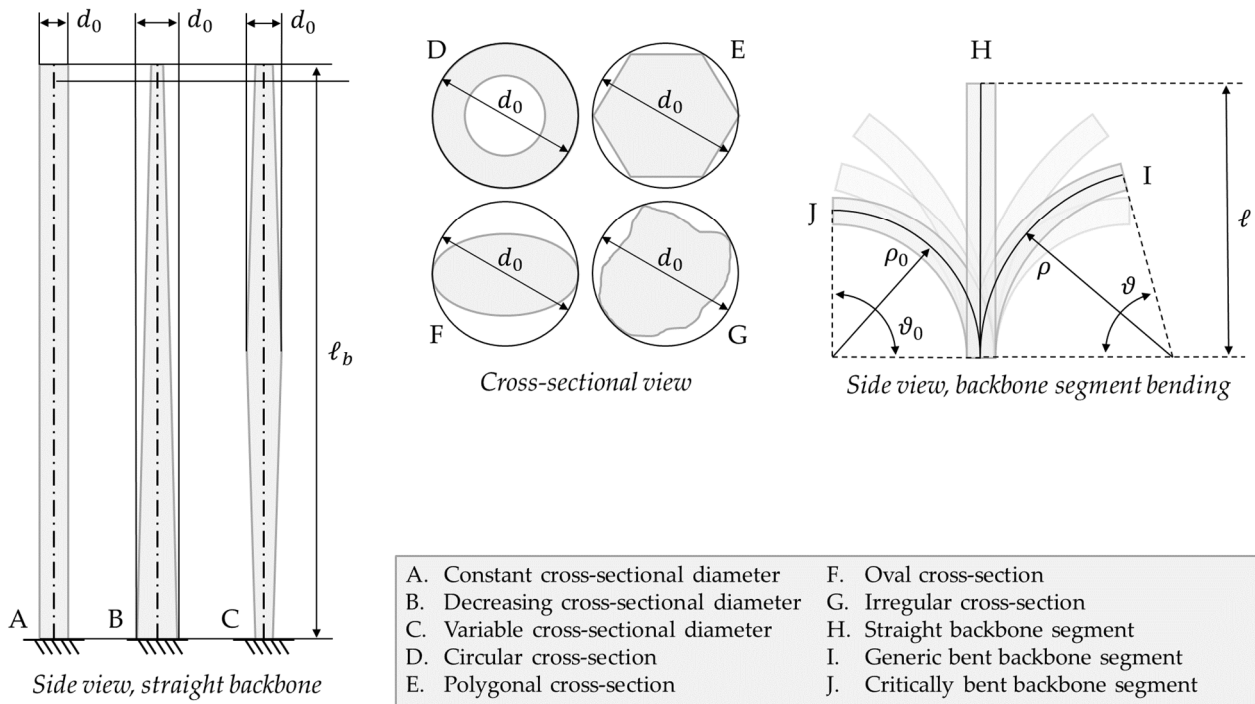 d₀ d₀ d₀
A B C
ℓ_b
Side view, straight backbone
D d₀ E d₀
F d₀ G d₀
Cross-sectional view
H
I
J
ℓ
ρ₀ ρ
ϑ₀ ϑ
Side view, backbone segment bending
A. Constant cross-sectional diameter
B. Decreasing cross-sectional diameter
C. Variable cross-sectional diameter
D. Circular cross-section
E. Polygonal cross-section
F. Oval cross-section
G. Irregular cross-section
H. Straight backbone segment
I. Generic bent backbone segment
J. Critically bent backbone segment